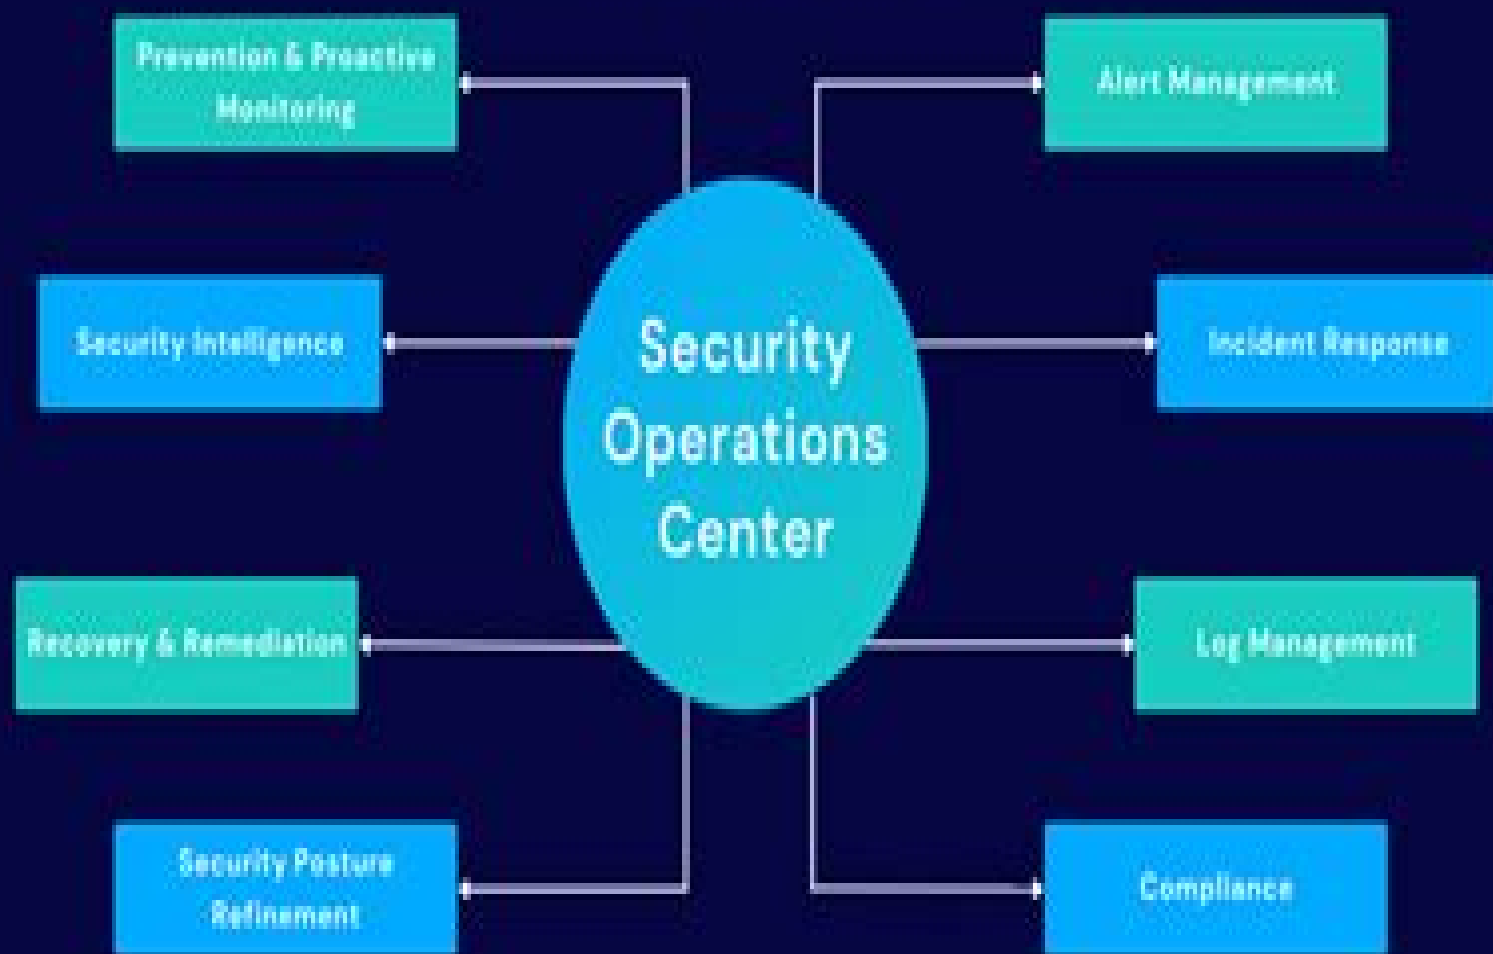 Prevention & Proactive
Monitoring
Alert Management
Security Intelligence
Incident Response
Security
Operations
Center
Recovery & Remediation
Log Management
Security Posture
Refinement
Compliance